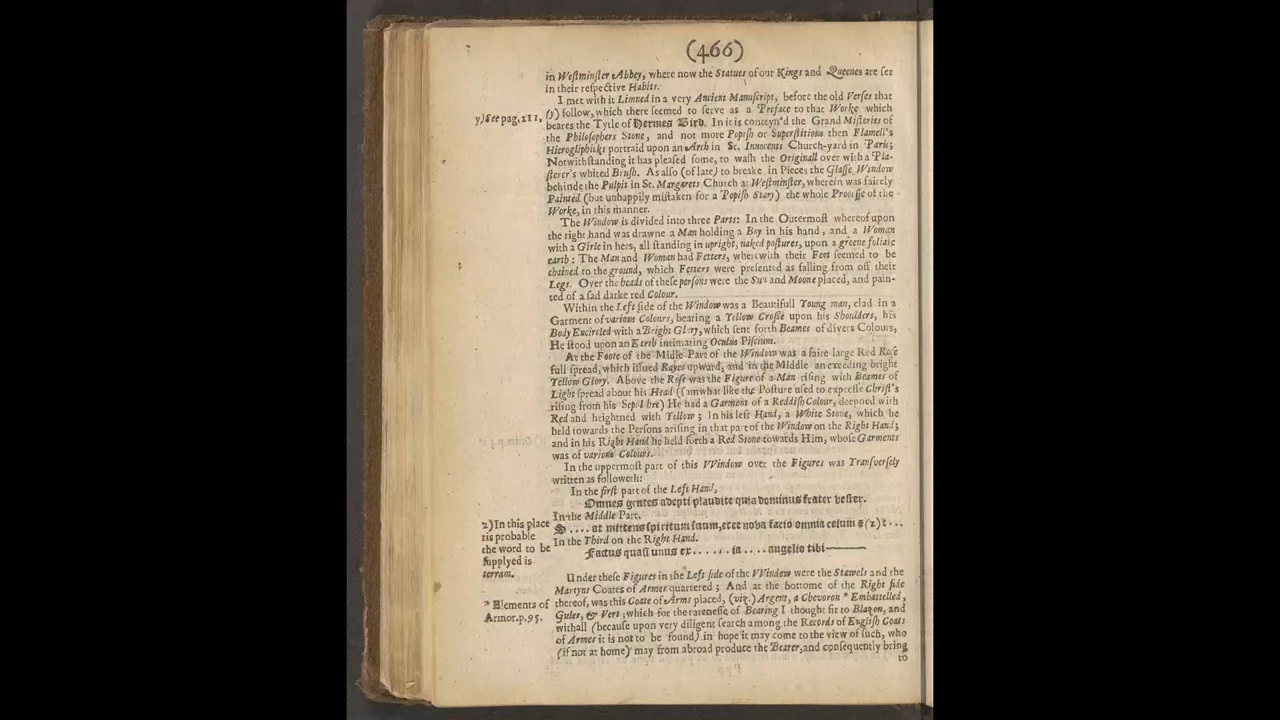 (466)
in Westminster Abbey, where now the Statues of our Kings and Queenes are set
in their respective Habits.
I met with it Limned in a very Ancient Manuscript, before the old Verses that
y) See pag. 211,
(y) follow, which there seemed to serve as a Preface to that Worke which
beares the Tytle of Hermes Bird. In it is conteyn'd the Grand Misteries of
the Philosophers Stone, and not more Popish or Superstitious then Flamell's
Hierogliphicks portraid upon an Arch in St. Innocents Church-yard in Paris;
Notwithstanding it has pleased some, to wash the Originall over with a Pla-
sterer's whited Brush. As also (of late) to breake in Pieces the Glasse Window
behinde the Pulpit in St. Margarets Church at Westminster, wherein was fairely
Painted (but unhappily mistaken for a Popish Story) the whole Processe of the
Worke, in this manner.
The Window is divided into three Parts: In the Outermost whereof upon
the right hand was drawne a Man holding a Boy in his hand, and a Woman
with a Girle in hers, all standing in upright, naked postures, upon a greene foliate
earth: The Man and Woman had Fetters, wherewith their Feet seemed to be
chained to the ground, which Fetters were presented as falling from off their
Legs. Over the heads of these persons were the Sun and Moone placed, and pain-
ted of a sad darke red Colour.
Within the Left side of the Window was a Beautifull Young man, clad in a
Garment of various Colours, bearing a Yellow Crosse upon his Shoulders, his
Body Encircled with a Bright Glory, which sent forth Beames of divers Colours,
He stood upon an Earth intimating Oculus Piscium.
At the Foote of the Midle Part of the Window was a faire large Red Rose
full spread, which issued Rayes upward, and in the Middle an exceeding bright
Yellow Glory. Above the Rose was the Figure of a Man rising with Beames of
Light spread about his Head (somwhat like the Posture used to expresse Christ's
rising from his Sepulchre) He had a Garment of a Reddish Colour, deepned with
Red and heightned with Yellow; In his left Hand, a White Stone, which he
held towards the Persons arising in that part of the Window on the Right Hand;
and in his Right Hand he held forth a Red Stone towards Him, whose Garments
was of various Colours.
In the uppermost part of this VVindow over the Figures was Transversely
written as followeth:
In the first part of the Left Hand,
Omnes gentes adepti plaudite quia dominus frater vester.
In the Middle Part.
S.... at mittens spiritum suum, ecce nova facio omnia celum & (z) t...
z) In this place
tis probable
the word to be
supplyed is
terram.
In the Third on the Right Hand.
Factus quasi unus ex...... ia .... angelio tibi———
Under these Figures in the Left side of the VVindow were the Stawels and the
Martyns Coates of Armes quartered; And at the bottome of the Right side
* Elements of
Armor. p. 95.
thereof, was this Coate of Arms placed, (viz.) Argent, a Chevoron * Embattelled,
Gules, & Vert; which for the rarenesse of Bearing I thought fit to Blazon, and
withall (because upon very diligent search among the Records of English Coats
of Armes it is not to be found) in hope it may come to the view of such, who
(if not at home) may from abroad produce the Bearer, and consequently bring
to